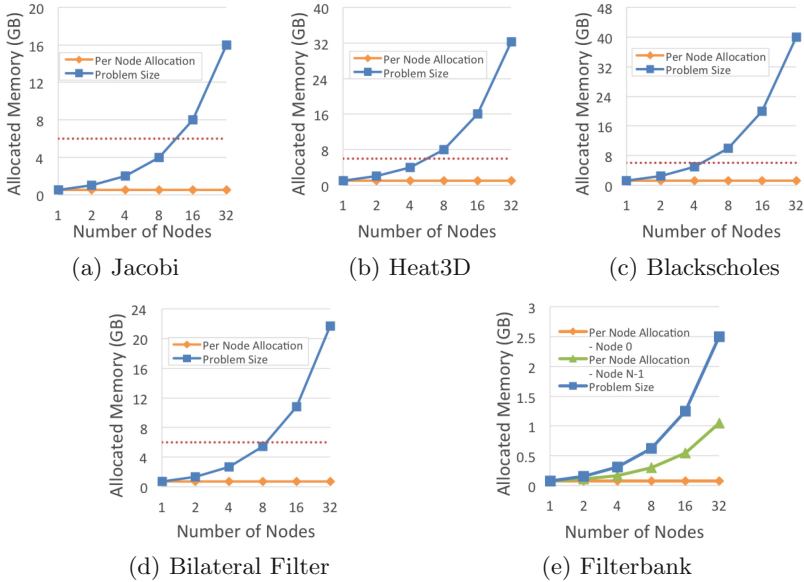 Allocated Memory (GB)
20
16
12
8
4
0
Per Node Allocation
Problem Size
1 2 4 8 16 32
Number of Nodes
(a) Jacobi
Allocated Memory (GB)
40
32
24
16
8
0
Per Node Allocation
Problem Size
1 2 4 8 16 32
Number of Nodes
(b) Heat3D
Allocated Memory (GB)
48
38
28
18
8
-2
Per Node Allocation
Problem Size
1 2 4 8 16 32
Number of Nodes
(c) Blackscholes
Allocated Memory (GB)
24
20
16
12
8
4
0
Per Node Allocation
Problem Size
1 2 4 8 16 32
Number of Nodes
(d) Bilateral Filter
Allocated Memory (GB)
3
2.5
2
1.5
1
0.5
0
Per Node Allocation
- Node 0
Per Node Allocation
- Node N-1
Problem Size
1 2 4 8 16 32
Number of Nodes
(e) Filterbank